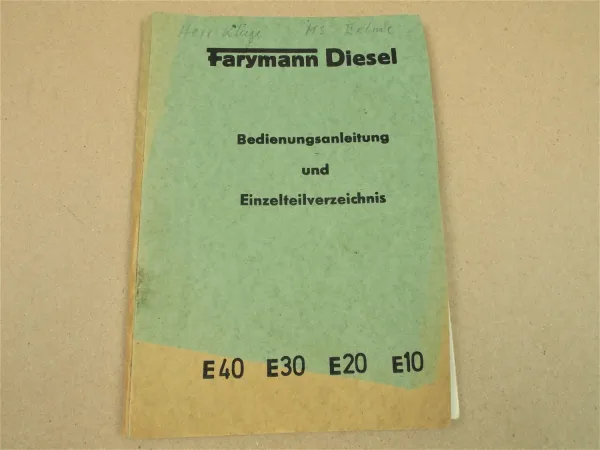 Farymann Diesel
Bedienungsanleitung
und
Einzelteilverzeichnis
E40 E30 E20 E10